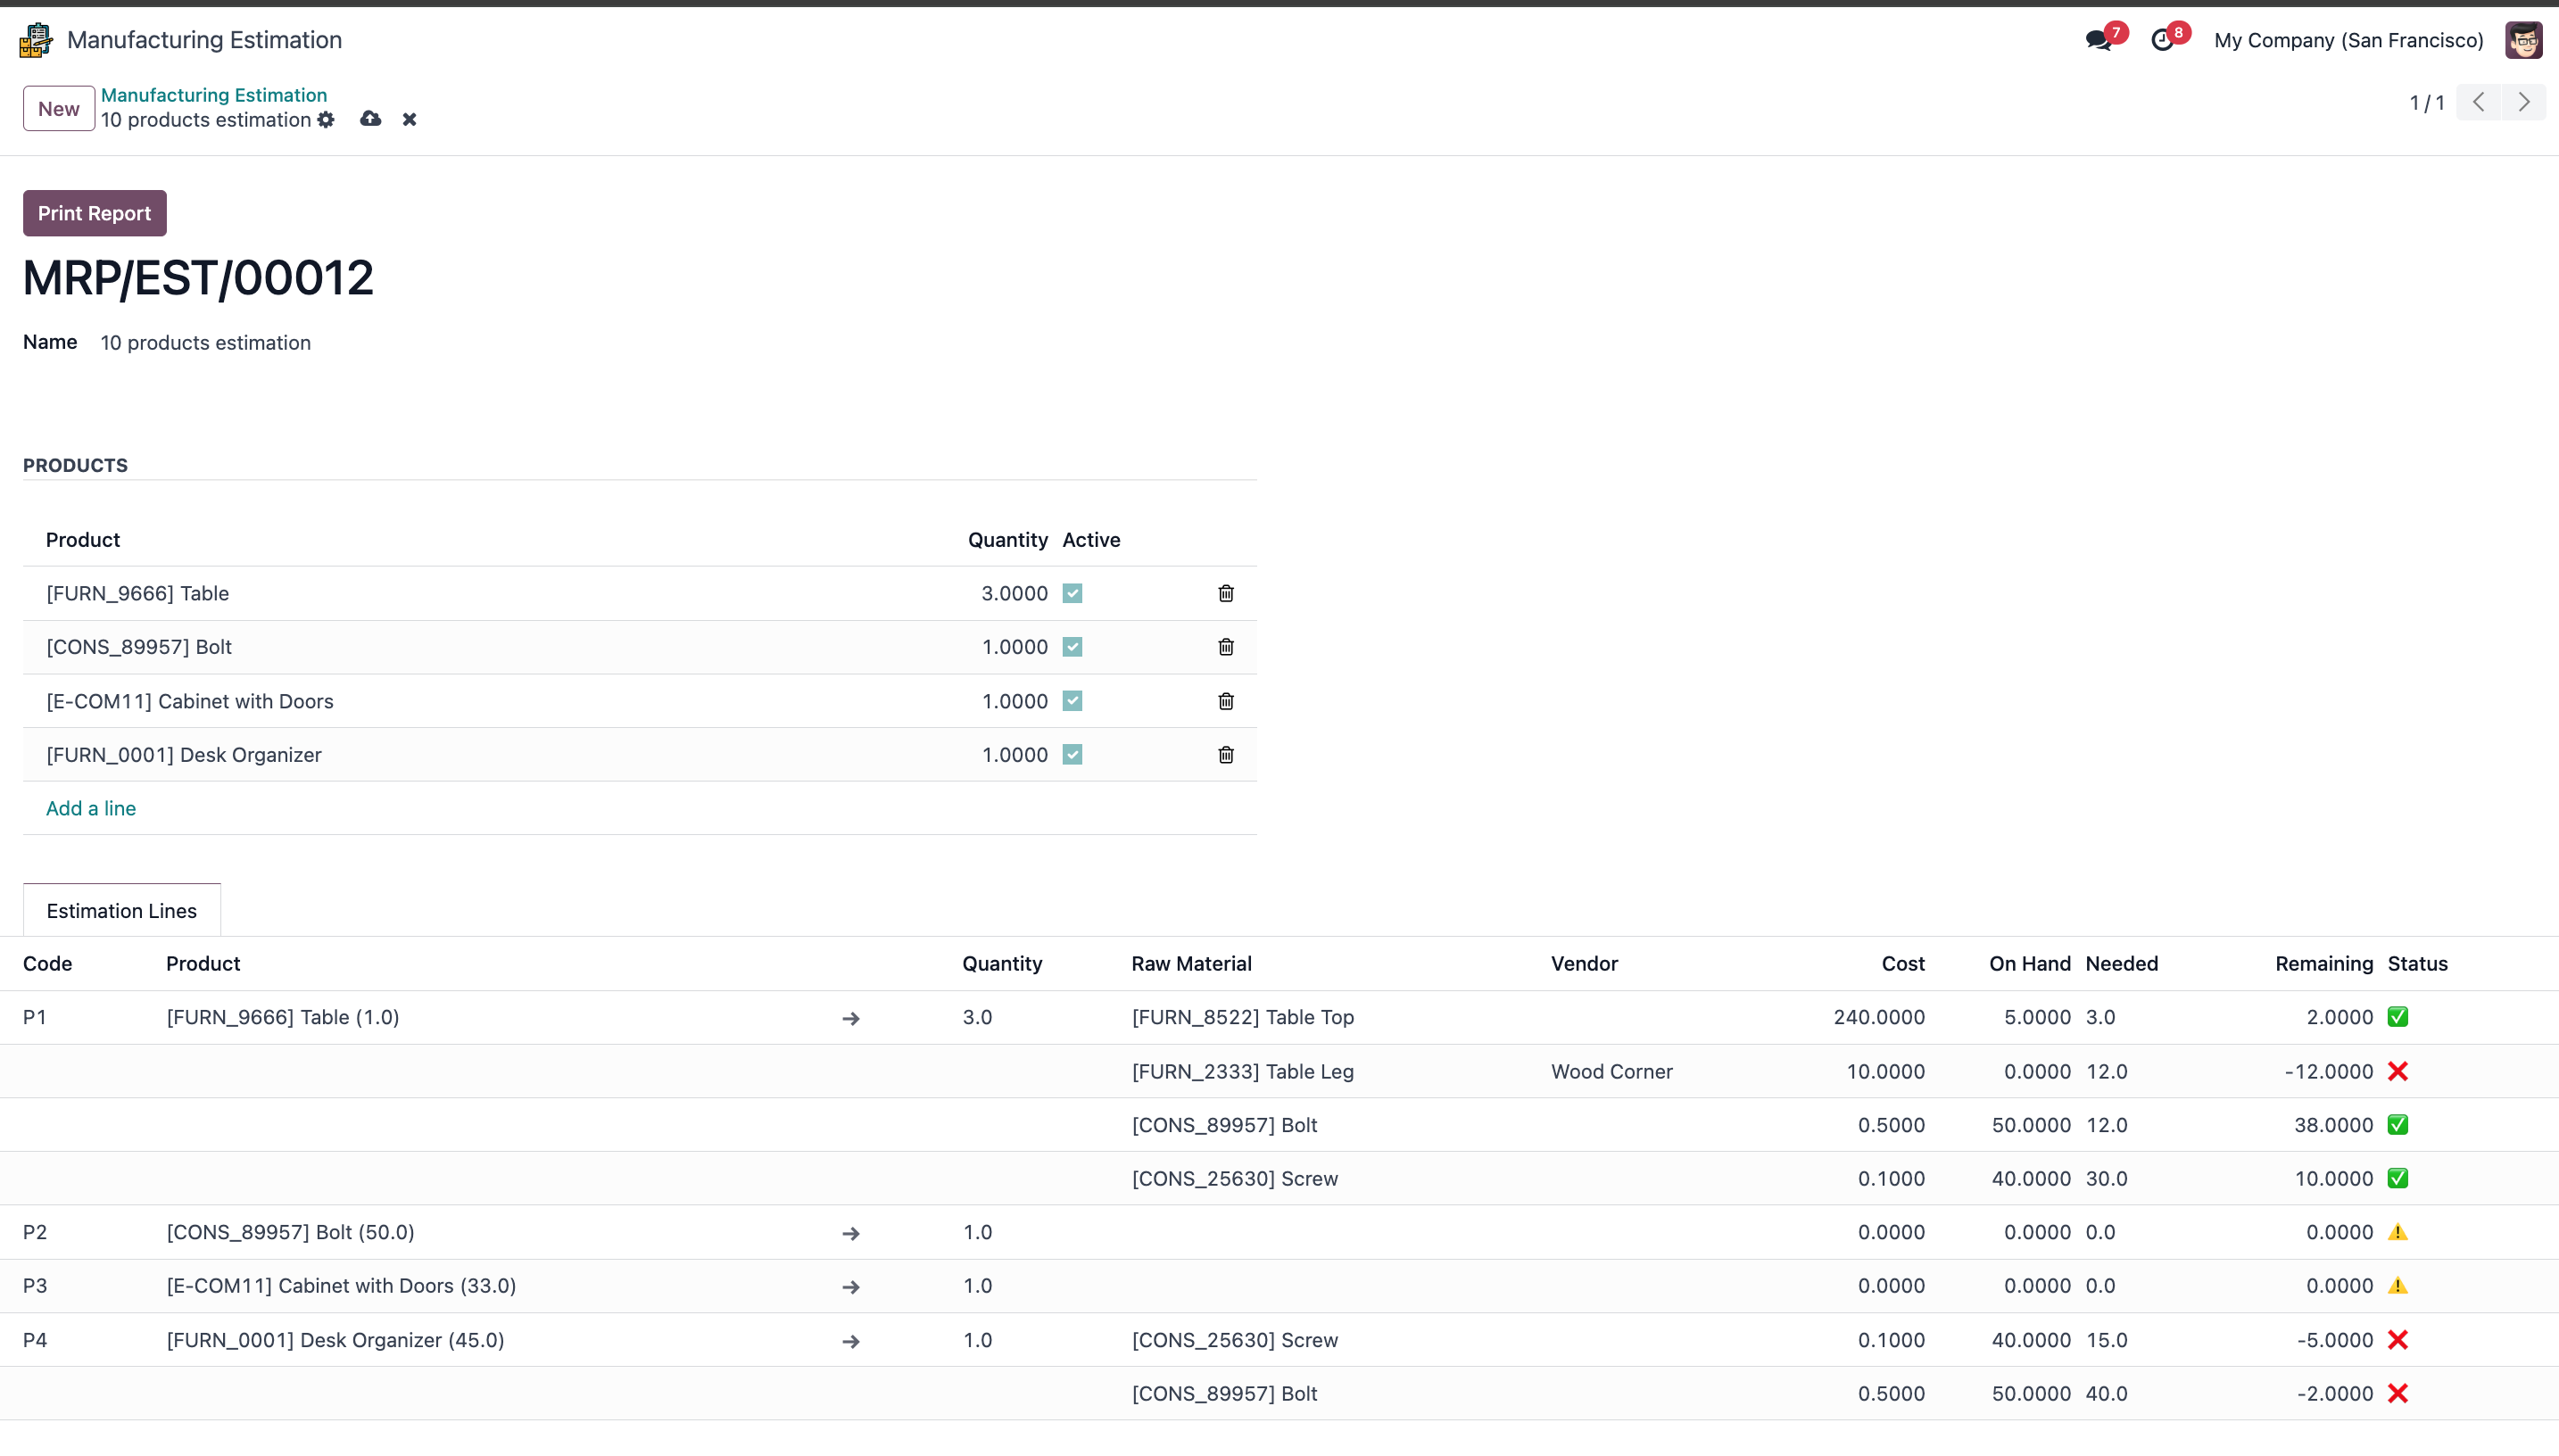 Manufacturing Estimation
7
8
My Company (San Francisco)
New
Manufacturing Estimation
10 products estimation
1 / 1
Print Report
MRP/EST/00012
Name 10 products estimation
PRODUCTS
Product Quantity Active
[FURN_9666] Table 3.0000
[CONS_89957] Bolt 1.0000
[E-COM11] Cabinet with Doors 1.0000
[FURN_0001] Desk Organizer 1.0000
Add a line
Estimation Lines
Code Product Quantity Raw Material Vendor Cost On Hand Needed Remaining Status
P1 [FURN_9666] Table (1.0) 3.0 [FURN_8522] Table Top 240.0000 5.0000 3.0 2.0000
[FURN_2333] Table Leg Wood Corner 10.0000 0.0000 12.0 -12.0000
[CONS_89957] Bolt 0.5000 50.0000 12.0 38.0000
[CONS_25630] Screw 0.1000 40.0000 30.0 10.0000
P2 [CONS_89957] Bolt (50.0) 1.0 0.0000 0.0000 0.0 0.0000
P3 [E-COM11] Cabinet with Doors (33.0) 1.0 0.0000 0.0000 0.0 0.0000
P4 [FURN_0001] Desk Organizer (45.0) 1.0 [CONS_25630] Screw 0.1000 40.0000 15.0 -5.0000
[CONS_89957] Bolt 0.5000 50.0000 40.0 -2.0000